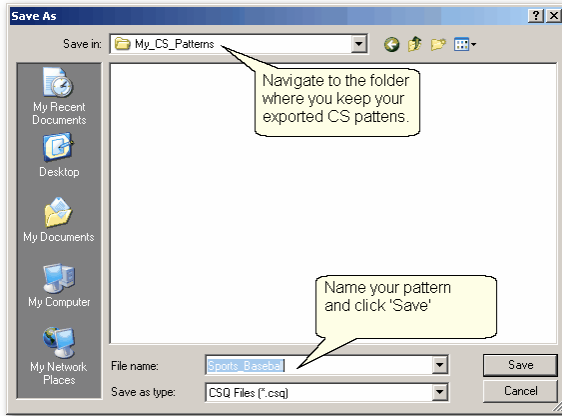 Save As
Save in:
My_CS_Patterns
Navigate to the folder
where you keep your
exported CS pattens.
My Recent
Documents
Desktop
My Documents
My Computer
My Network
Places
Name your pattern
and click 'Save'
File name:
Sports_Baseball
Save
Save as type:
CSQ Files (*.csq)
Cancel